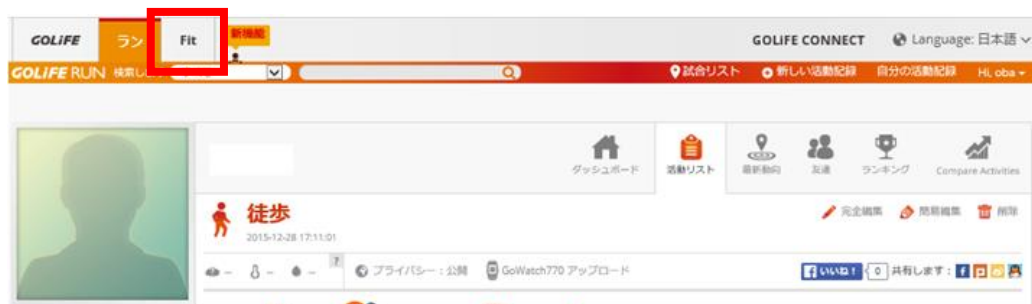 GOLiFE ラン Fit 新機能 GOLiFE CONNECT Language: 日本語
GOLiFE RUN 試合リスト 新しい活動記録 自分の活動記録 Hi, oba
ダッシュボード 活動リスト 最新動向 友達 ランキング Compare Activities
徒歩 完全編集 簡易編集 削除
2015-12-28 17:11:01
– – – ? プライバシー：公開 GoWatch770 アップロード いいね！ 0 共有します：